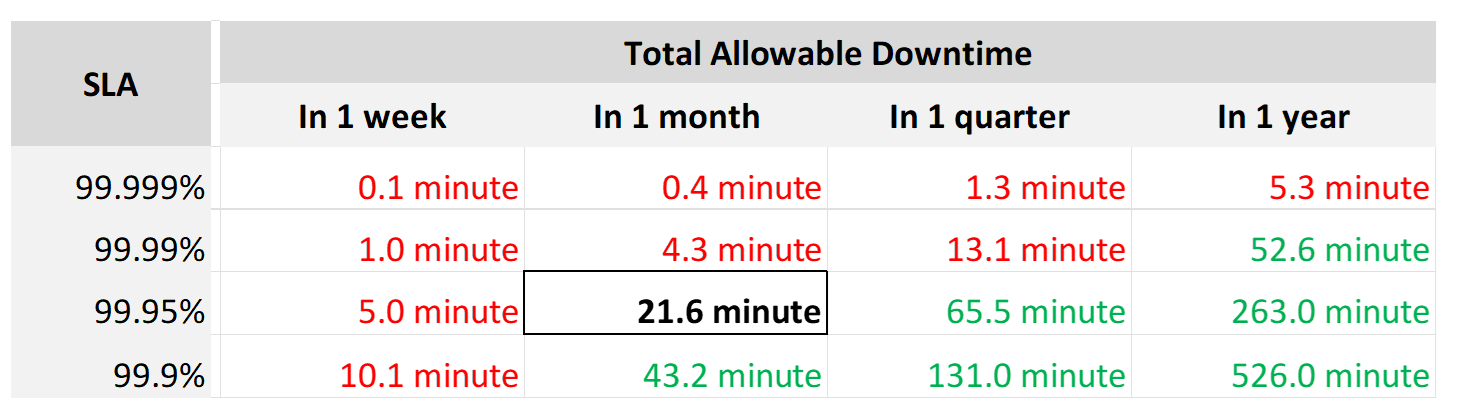 Total Allowable Downtime
SLA
In 1 week In 1 month In 1 quarter In 1 year
99.999% 0.1 minute 0.4 minute 1.3 minute 5.3 minute
99.99% 1.0 minute 4.3 minute 13.1 minute 52.6 minute
99.95% 5.0 minute 21.6 minute 65.5 minute 263.0 minute
99.9% 10.1 minute 43.2 minute 131.0 minute 526.0 minute